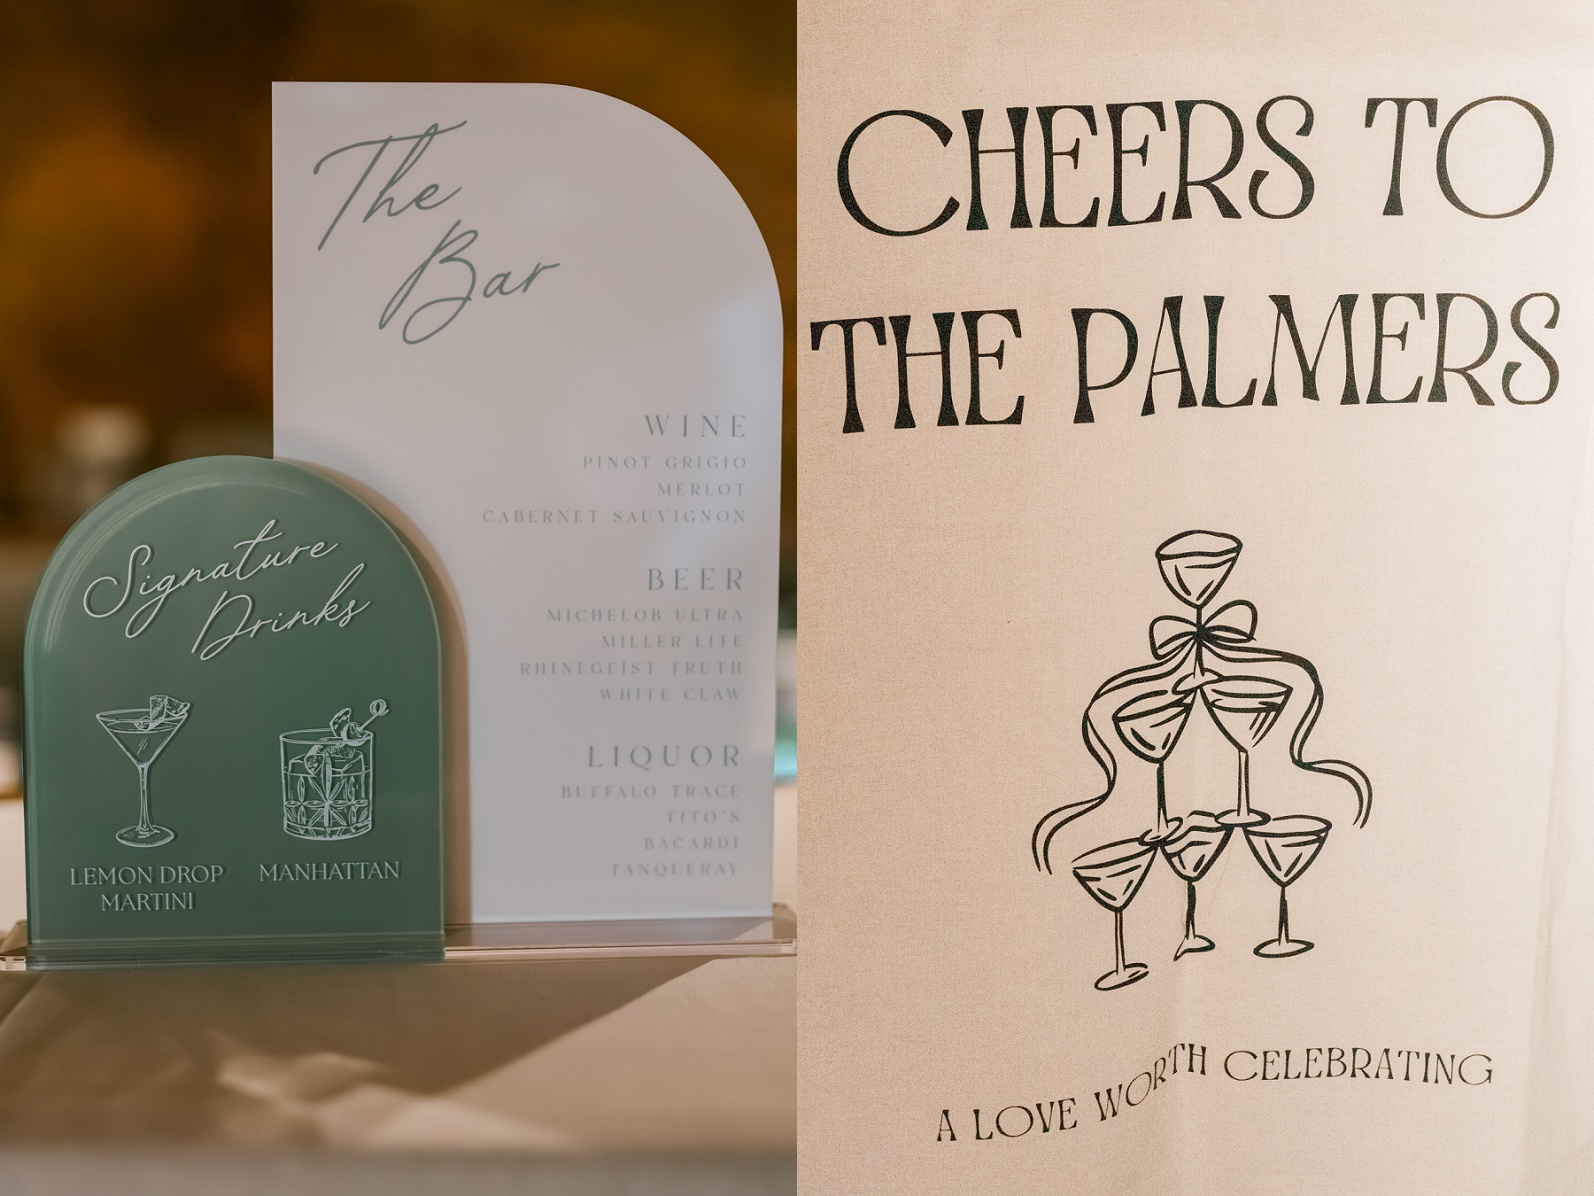 The
Bar
WINE
PINOT GRIGIO
MERLOT
CABERNET SAUVIGNON
BEER
MICHELOB ULTRA
MILLER LITE
RHINEGEIST TRUTH
WHITE CLAW
LIQUOR
BUFFALO TRACE
TITO'S
BACARDI
TANQUERAY
Signature
Drinks
LEMON DROP
MARTINI
MANHATTAN
CHEERS TO
THE PALMERS
A LOVE WORTH CELEBRATING